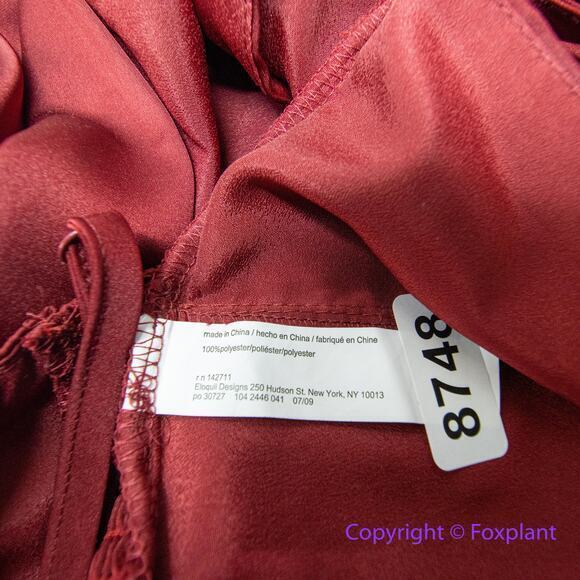 made in China / hecho en China / fabriqué en Chine
100%polyester/poliéster/polyester
r.n 142711
Eloquii Designs 250 Hudson St. New York, NY 10013
po 30727 104 2446 041 07/09
8748
Copyright © Foxplant